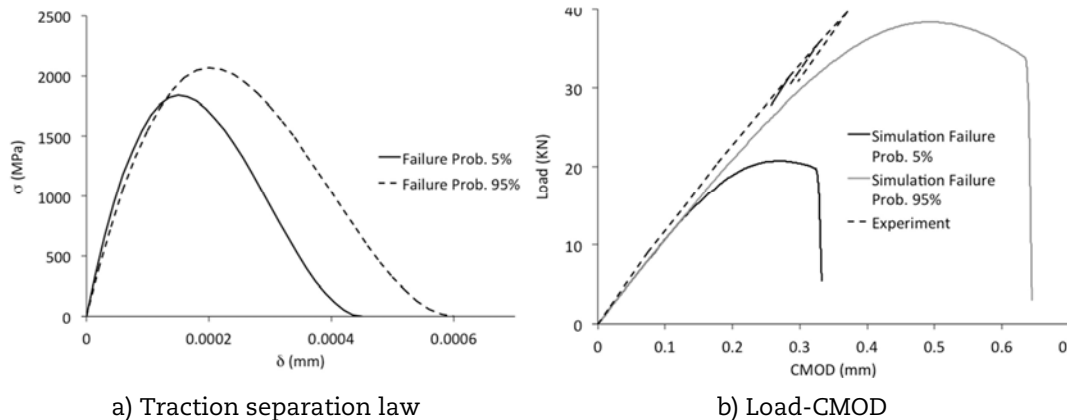 2500
2000
1500
1000
500
0
σ (MPa)
0
0.0002
0.0004
0.0006
δ (mm)
Failure Prob. 5%
Failure Prob. 95%
a) Traction separation law
40
30
20
10
0
LDad (KN)
0
0.1
0.2
0.3
0.4
0.5
0.6
CMOD (mm)
Simulation Failure
Prob. 5%
Simulation Failure
Prob. 95%
Experiment
b) Load-CMOD